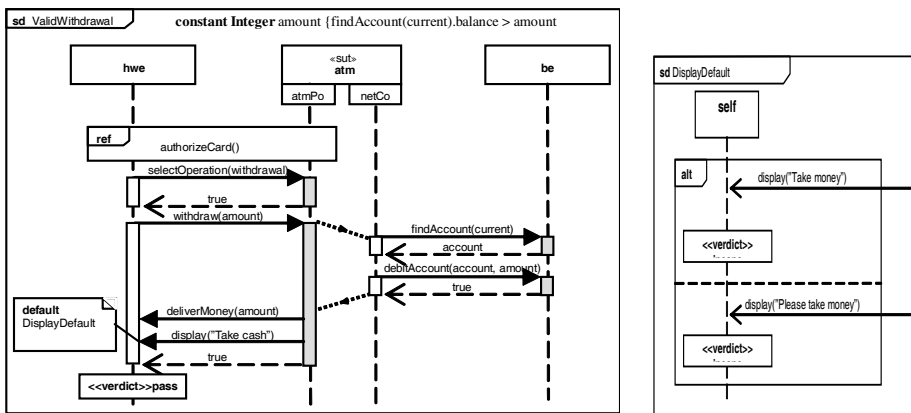 sd ValidWithdrawal
constant Integer amount {findAccount(current).balance > amount
hwe
«sut»
atm
atmPo
netCo
be
ref
authorizeCard()
selectOperation(withdrawal)
true
withdraw(amount)
findAccount(current)
account
debitAccount(account, amount)
true
deliverMoney(amount)
default
DisplayDefault
display("Take cash")
true
<<verdict>>pass
sd DisplayDefault
self
alt
display("Take money")
<<verdict>>
display("Please take money")
<<verdict>>